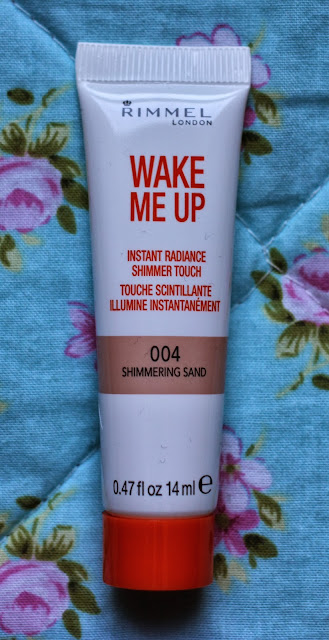 RIMMEL
LONDON
WAKE
ME UP
INSTANT RADIANCE
SHIMMER TOUCH
TOUCHE SCINTILLANTE
ILLUMINE INSTANTANÉMENT
004
SHIMMERING SAND
0.47 fl oz 14 ml ℮